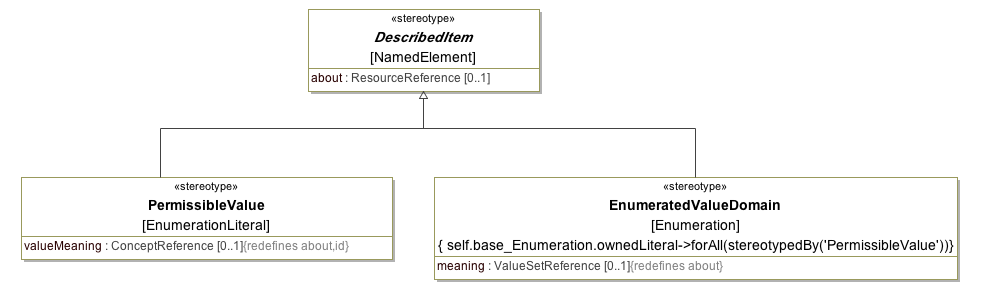 «stereotype»
DescribedItem
[NamedElement]
about : ResourceReference [0..1]
«stereotype»
PermissibleValue
[EnumerationLiteral]
valueMeaning : ConceptReference [0..1]{redefines about,id}
«stereotype»
EnumeratedValueDomain
[Enumeration]
{ self.base_Enumeration.ownedLiteral->forAll(stereotypedBy('PermissibleValue'))}
meaning : ValueSetReference [0..1]{redefines about}